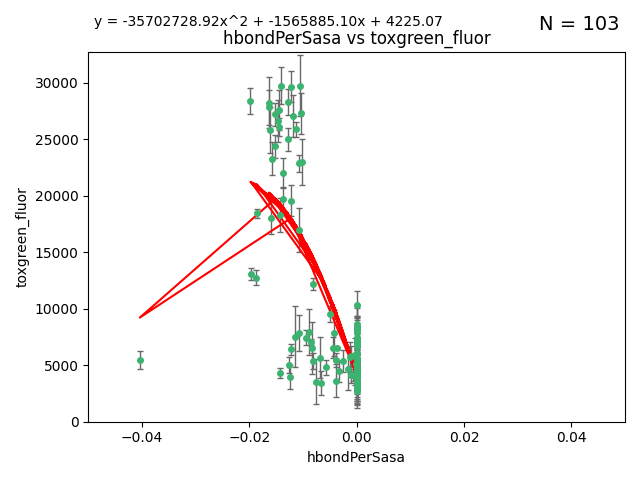 y = -35702728.92x^2 + -1565885.10x + 4225.07
N = 103
hbondPerSasa vs toxgreen_fluor
30000
25000
20000
15000
10000
5000
0
toxgreen_fluor
−0.04
−0.02
0.00
0.02
0.04
hbondPerSasa